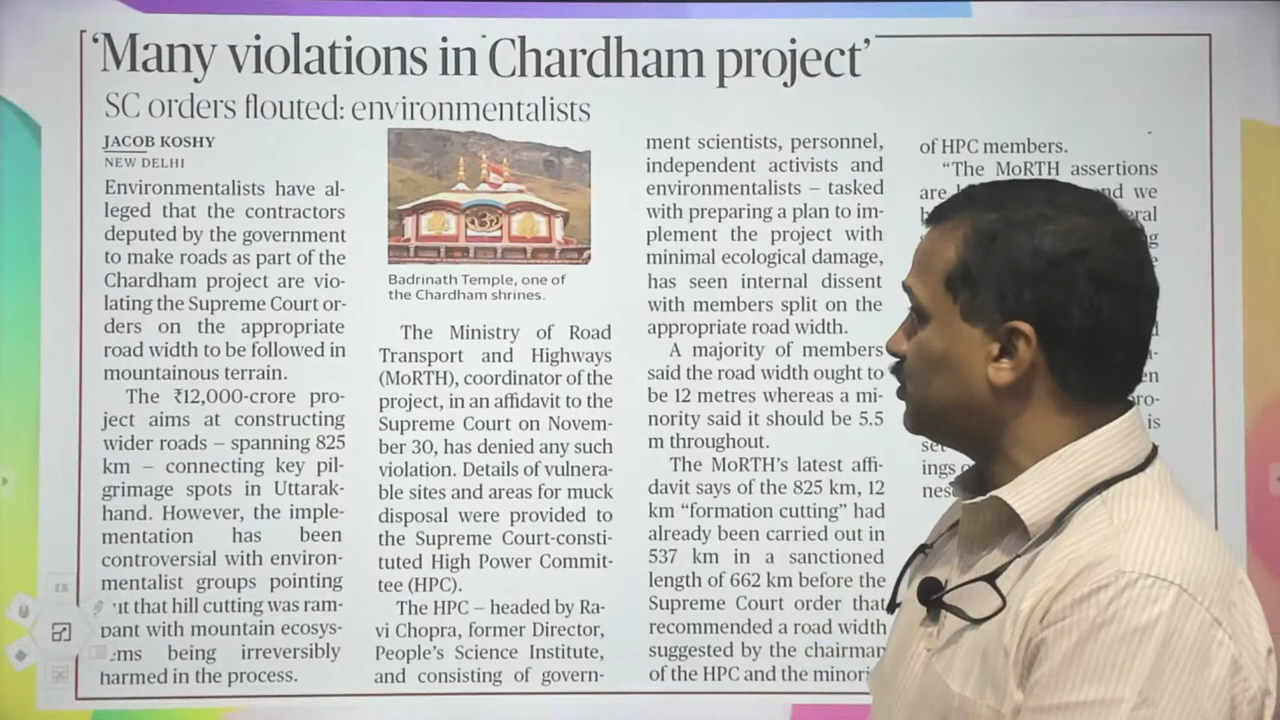 ‘Many violations in Chardham project’
SC orders flouted: environmentalists
JACOB KOSHY
NEW DELHI
Environmentalists have al-
leged that the contractors
deputed by the government
to make roads as part of the
Chardham project are vio-
lating the Supreme Court or-
ders on the appropriate
road width to be followed in
mountainous terrain.
The ₹12,000-crore pro-
ject aims at constructing
wider roads – spanning 825
km – connecting key pil-
grimage spots in Uttarak-
hand. However, the imple-
mentation has been
controversial with environ-
mentalist groups pointing
that hill cutting was ram-
pant with mountain ecosys-
being irreversibly
harmed in the process.
Badrinath Temple, one of
the Chardham shrines.
The Ministry of Road
Transport and Highways
(MoRTH), coordinator of the
project, in an affidavit to the
Supreme Court on Novem-
ber 30, has denied any such
violation. Details of vulnera-
ble sites and areas for muck
disposal were provided to
the Supreme Court-consti-
tuted High Power Commit-
tee (HPC).
The HPC – headed by Ra-
vi Chopra, former Director,
People’s Science Institute,
and consisting of govern-
ment scientists, personnel,
independent activists and
environmentalists – tasked
with preparing a plan to im-
plement the project with
minimal ecological damage,
has seen internal dissent
with members split on the
appropriate road width.
A majority of members
said the road width ought to
be 12 metres whereas a mi-
nority said it should be 5.5
m throughout.
The MoRTH’s latest affi-
davit says of the 825 km, 12
km “formation cutting” had
already been carried out in
537 km in a sanctioned
length of 662 km before the
Supreme Court order that
recommended a road width
suggested by the chairman
of the HPC and the
of HPC members.
“The MoRTH assertions
are and we
is